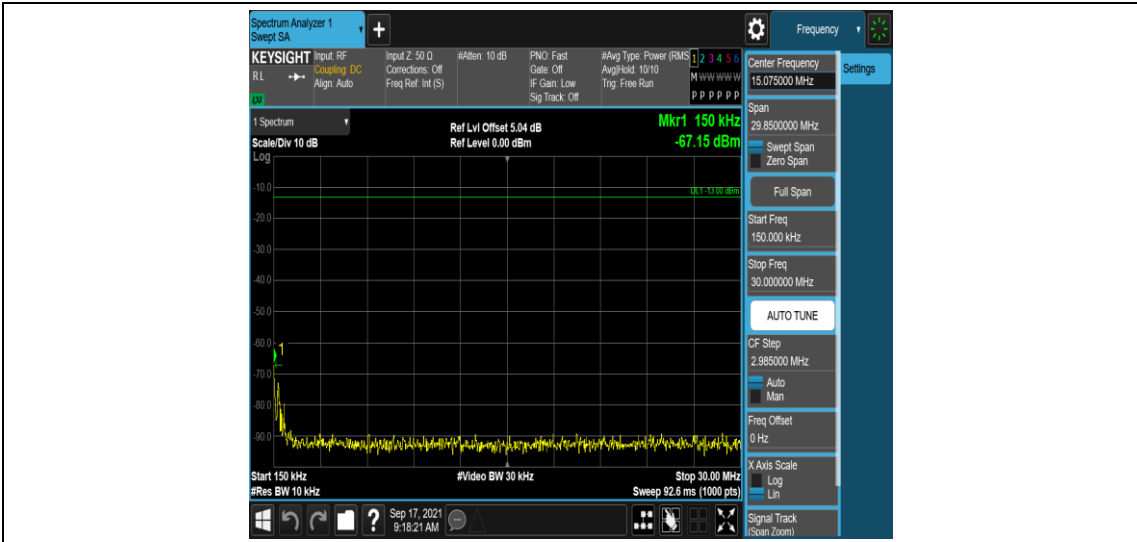 Spectrum Analyzer 1
Swept SA
+
Frequency
KEYSIGHT
RL
LXI
Input: RF
Coupling: DC
Align: Auto
Input Z: 50 Ω
Corrections: Off
Freq Ref: Int (S)
#Atten: 10 dB
PNO: Fast
Gate: Off
IF Gain: Low
Sig Track: Off
#Avg Type: Power (RMS
Avg|Hold: 10/10
Trig: Free Run
1 2 3 4 5 6
M W W W W W
P P P P P P
1 Spectrum
Scale/Div 10 dB
Log
Ref Lvl Offset 5.04 dB
Ref Level 0.00 dBm
Mkr1 150 kHz
-67.15 dBm
DL1 -13.00 dBm
-10.0
-20.0
-30.0
-40.0
-50.0
-60.0
1
-70.0
-80.0
-90.0
Start 150 kHz
#Res BW 10 kHz
#Video BW 30 kHz
Stop 30.00 MHz
Sweep 92.6 ms (1000 pts)
Center Frequency
15.075000 MHz
Settings
Span
29.8500000 MHz
Swept Span
Zero Span
Full Span
Start Freq
150.000 kHz
Stop Freq
30.000000 MHz
AUTO TUNE
CF Step
2.985000 MHz
Auto
Man
Freq Offset
0 Hz
X Axis Scale
Log
Lin
Signal Track
(Span Zoom)
?
Sep 17, 2021
9:18:21 AM